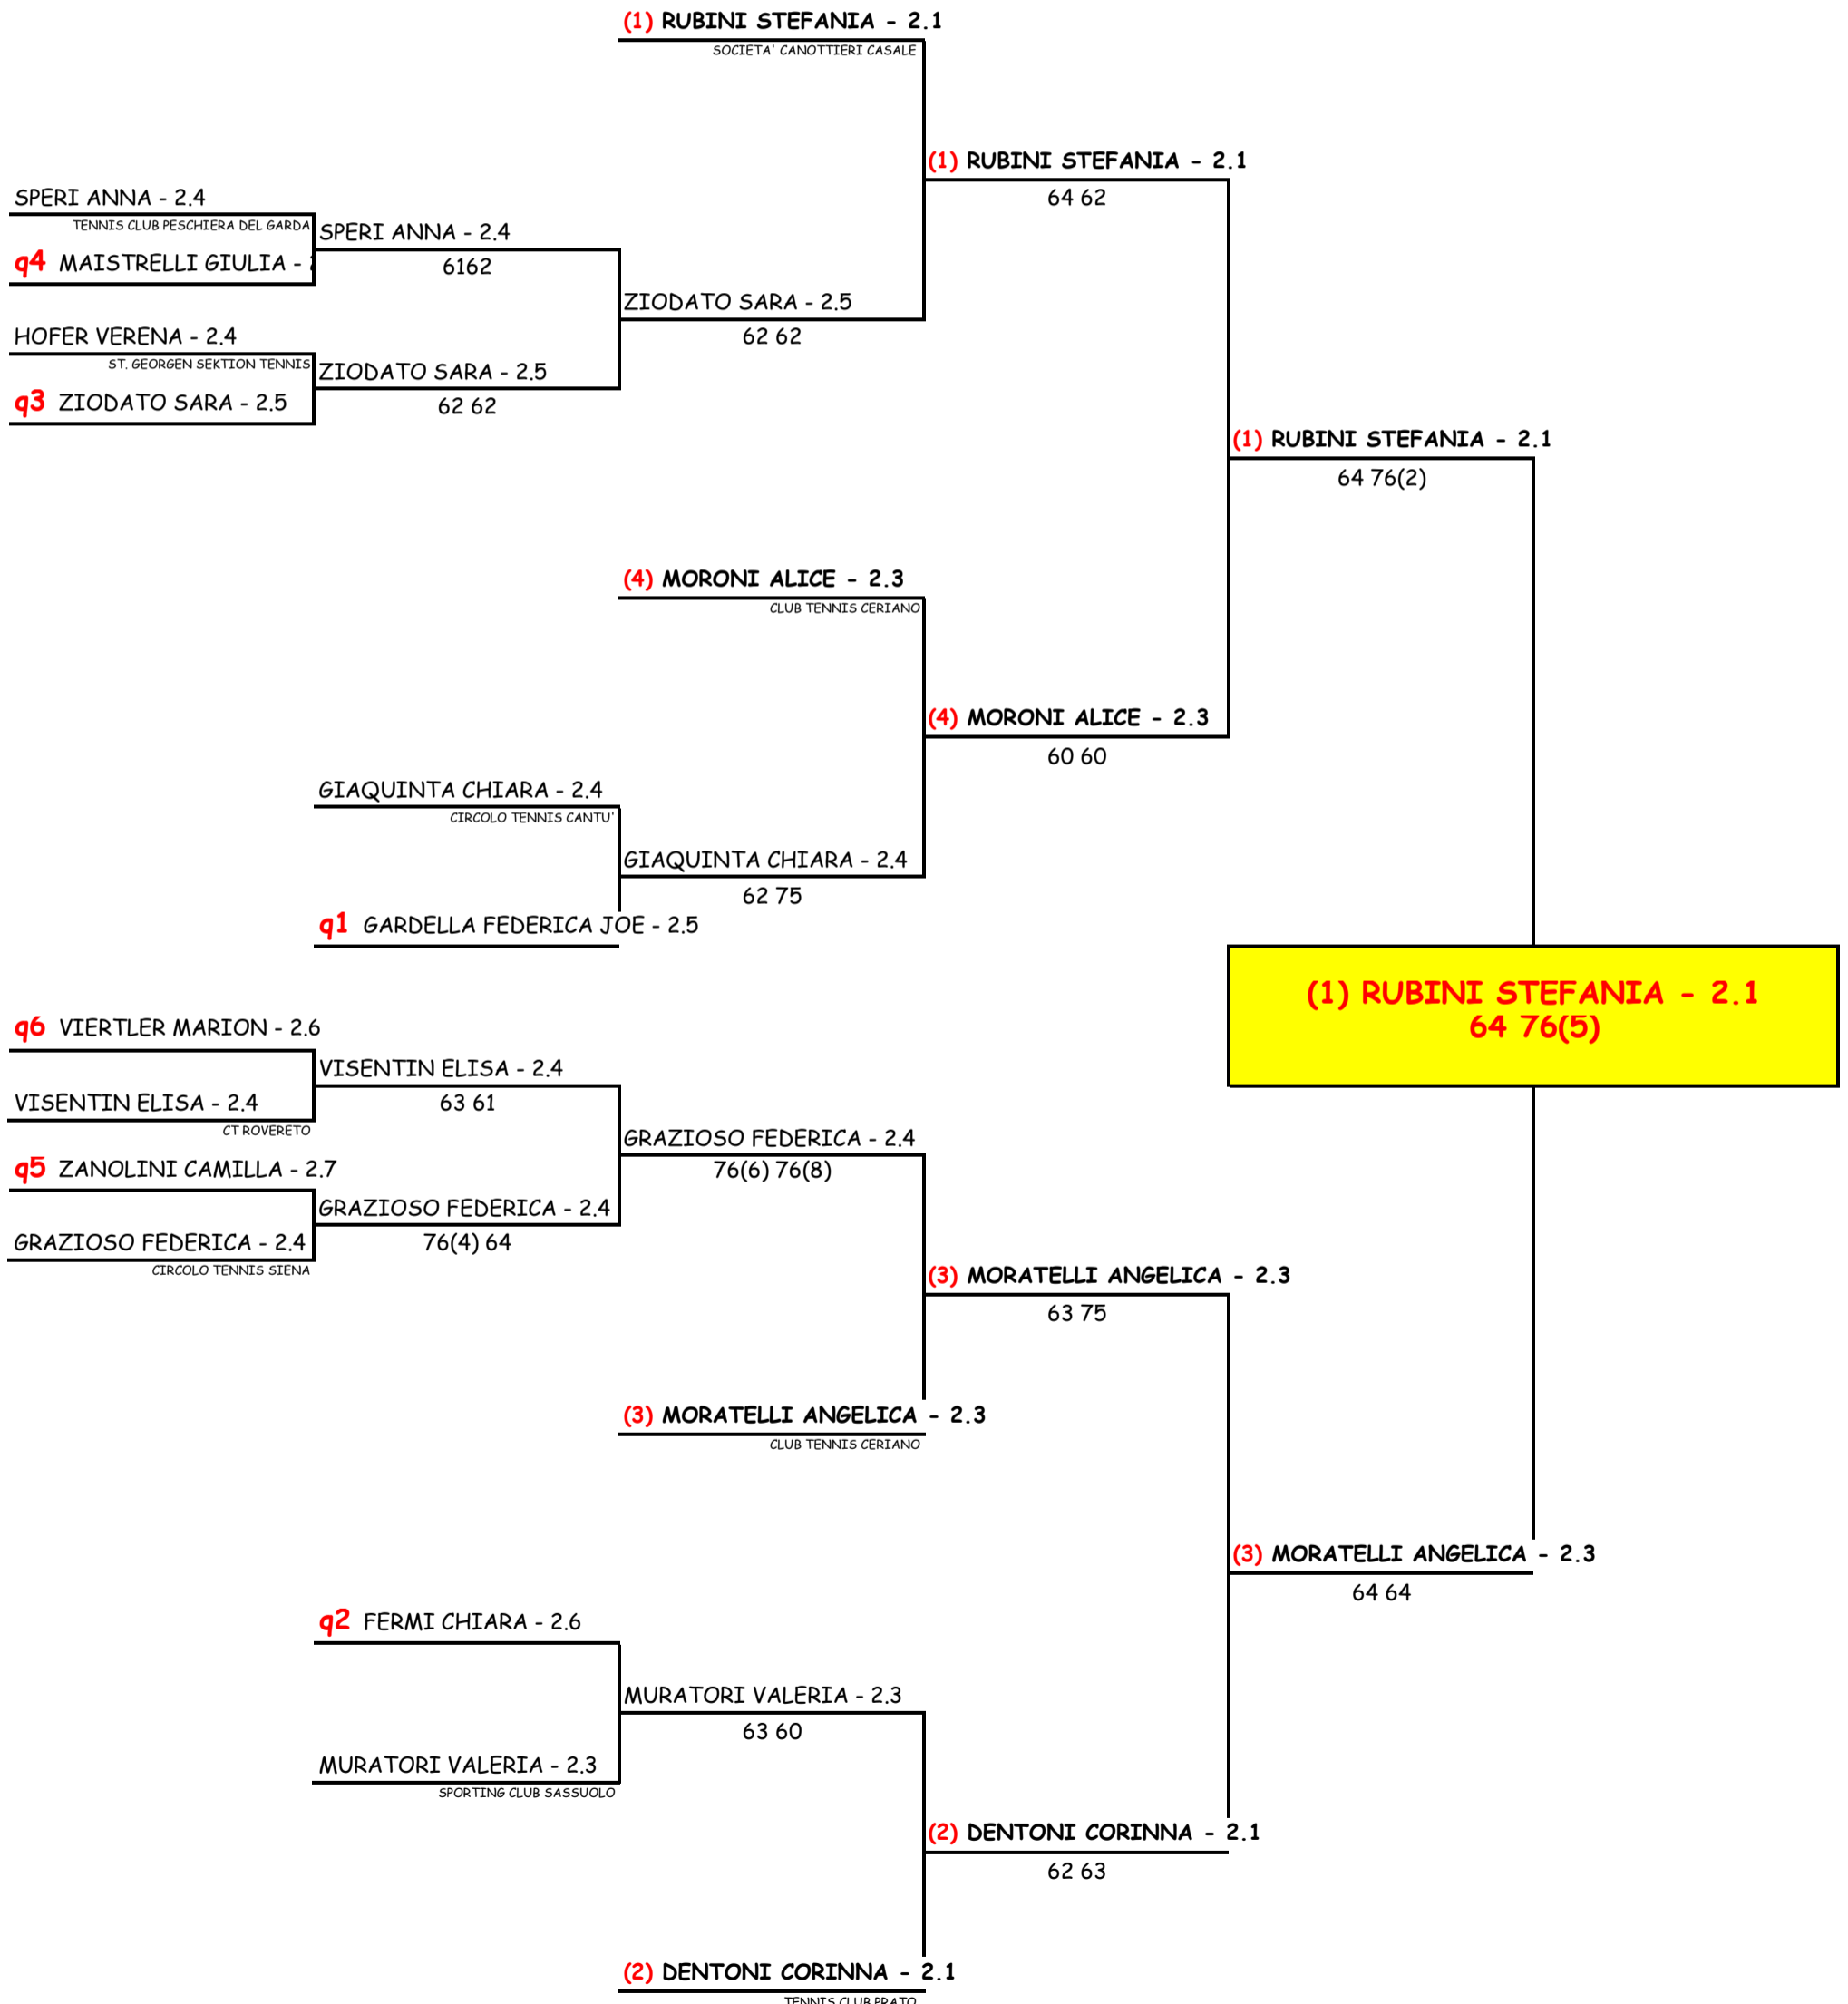 (1) RUBINI STEFANIA - 2.1
SOCIETA' CANOTTIERI CASALE
(1) RUBINI STEFANIA - 2.1
64 62
SPERI ANNA - 2.4
TENNIS CLUB PESCHIERA DEL GARDA
SPERI ANNA - 2.4
6162
q4 MAISTRELLI GIULIA -
ZIODATO SARA - 2.5
62 62
HOFER VERENA - 2.4
ST. GEORGEN SEKTION TENNIS
ZIODATO SARA - 2.5
62 62
q3 ZIODATO SARA - 2.5
(1) RUBINI STEFANIA - 2.1
64 76(2)
(4) MORONI ALICE - 2.3
CLUB TENNIS CERIANO
(4) MORONI ALICE - 2.3
60 60
GIAQUINTA CHIARA - 2.4
CIRCOLO TENNIS CANTU'
GIAQUINTA CHIARA - 2.4
62 75
q1 GARDELLA FEDERICA JOE - 2.5
(1) RUBINI STEFANIA - 2.1
64 76(5)
q6 VIERTLER MARION - 2.6
VISENTIN ELISA - 2.4
63 61
VISENTIN ELISA - 2.4
CT ROVERETO
GRAZIOSO FEDERICA - 2.4
76(6) 76(8)
q5 ZANOLINI CAMILLA - 2.7
GRAZIOSO FEDERICA - 2.4
76(4) 64
GRAZIOSO FEDERICA - 2.4
CIRCOLO TENNIS SIENA
(3) MORATELLI ANGELICA - 2.3
63 75
(3) MORATELLI ANGELICA - 2.3
CLUB TENNIS CERIANO
(3) MORATELLI ANGELICA - 2.3
64 64
q2 FERMI CHIARA - 2.6
MURATORI VALERIA - 2.3
63 60
MURATORI VALERIA - 2.3
SPORTING CLUB SASSUOLO
(2) DENTONI CORINNA - 2.1
62 63
(2) DENTONI CORINNA - 2.1
TENNIS CLUB PRATO